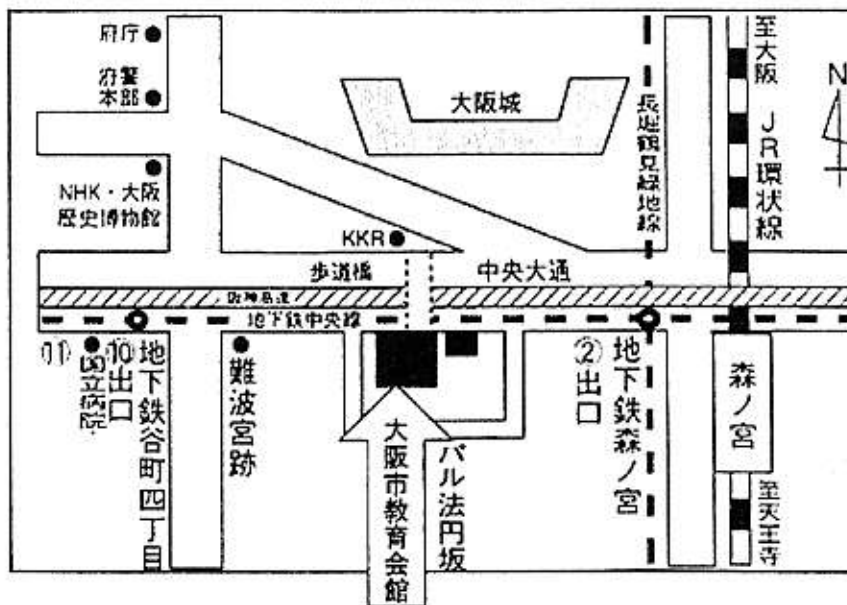 府庁
府警
本部
NHK・大阪
歴史博物館
大阪城
長堀鶴見緑地線
至大阪
JR環状線
N
KKR
歩道橋
中央大通
阪神高速
地下鉄中央線
⑪
国立病院
⑩出口
地下鉄谷町四丁目
難波宮跡
大阪市教育会館
パル法円坂
②出口
地下鉄森ノ宮
森ノ宮
至天王寺